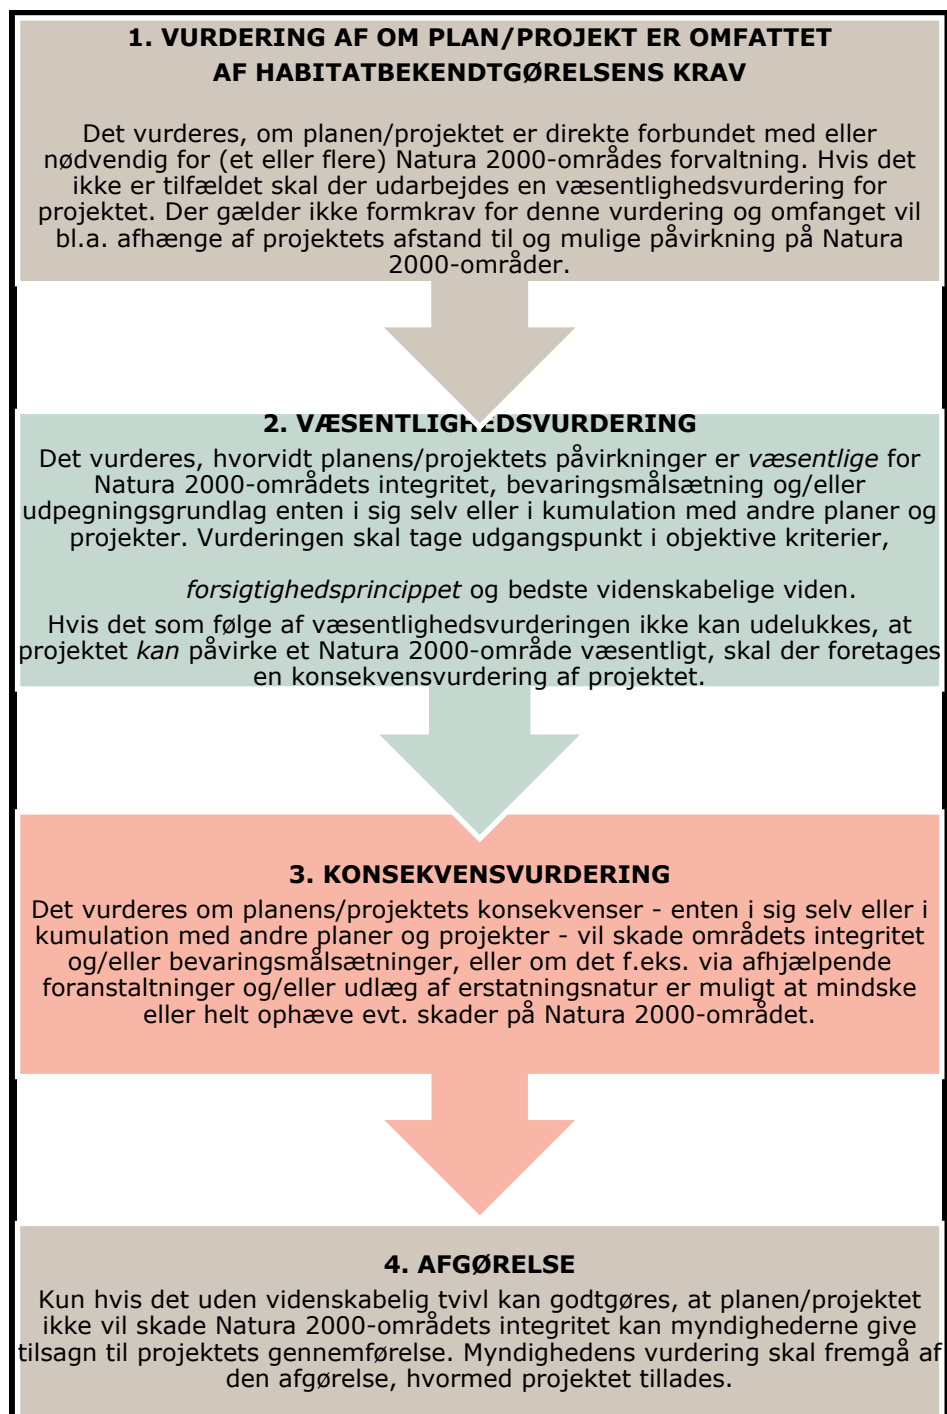 1. VURDERING AF OM PLAN/PROJEKT ER OMFATTET
AF HABITATBEKENDTGØRELSENS KRAV
Det vurderes, om planen/projektet er direkte forbundet med eller
nødvendig for (et eller flere) Natura 2000-områdes forvaltning. Hvis det
ikke er tilfældet skal der udarbejdes en væsentlighedsvurdering for
projektet. Der gælder ikke formkrav for denne vurdering og omfanget vil
bl.a. afhænge af projektets afstand til og mulige påvirkning på Natura
2000-områder.
2. VÆSENTLIGHEDSVURDERING
Det vurderes, hvorvidt planens/projektets påvirkninger er væsentlige for
Natura 2000-områdets integritet, bevaringsmålsætning og/eller
udpegningsgrundlag enten i sig selv eller i kumulation med andre planer og
projekter. Vurderingen skal tage udgangspunkt i objektive kriterier,
forsigtighedsprincippet og bedste videnskabelige viden.
Hvis det som følge af væsentlighedsvurderingen ikke kan udelukkes, at
projektet kan påvirke et Natura 2000-område væsentligt, skal der foretages
en konsekvensvurdering af projektet.
3. KONSEKVENSVURDERING
Det vurderes om planens/projektets konsekvenser - enten i sig selv eller i
kumulation med andre planer og projekter - vil skade områdets integritet
og/eller bevaringsmålsætninger, eller om det f.eks. via afhjælpende
foranstaltninger og/eller udlæg af erstatningsnatur er muligt at mindske
eller helt ophæve evt. skader på Natura 2000-området.
4. AFGØRELSE
Kun hvis det uden videnskabelig tvivl kan godtgøres, at planen/projektet
ikke vil skade Natura 2000-områdets integritet kan myndighederne give
tilsagn til projektets gennemførelse. Myndighedens vurdering skal fremgå af
den afgørelse, hvormed projektet tillades.